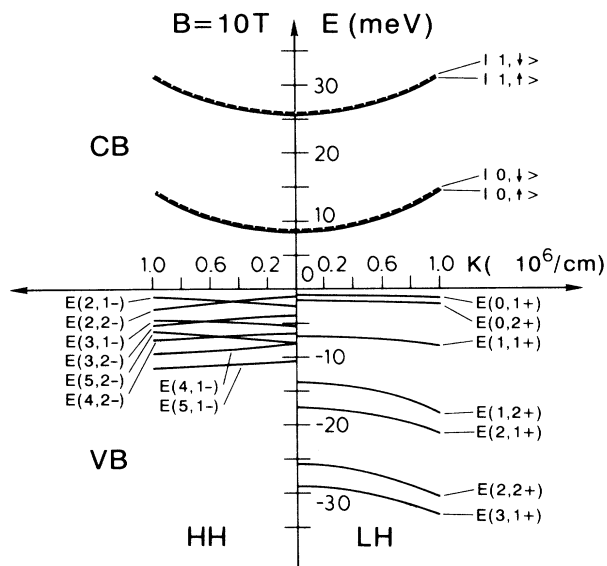 B=10T E (meV)
| 1,↓>
| 1,↑>
30
CB
20
| 0,↓>
| 0,↑>
10
1.0 0.6 0.2 0 0.2 0.6 1.0 K( 10⁶/cm)
E(2,1-)
E(2,2-)
E(3,1-)
E(3,2-)
E(5,2-)
E(4,2-)
E(4,1-)
E(5,1-)
E(0,1+)
E(0,2+)
E(1,1+)
-10
E(1,2+)
-20
E(2,1+)
VB
E(2,2+)
-30
E(3,1+)
HH LH